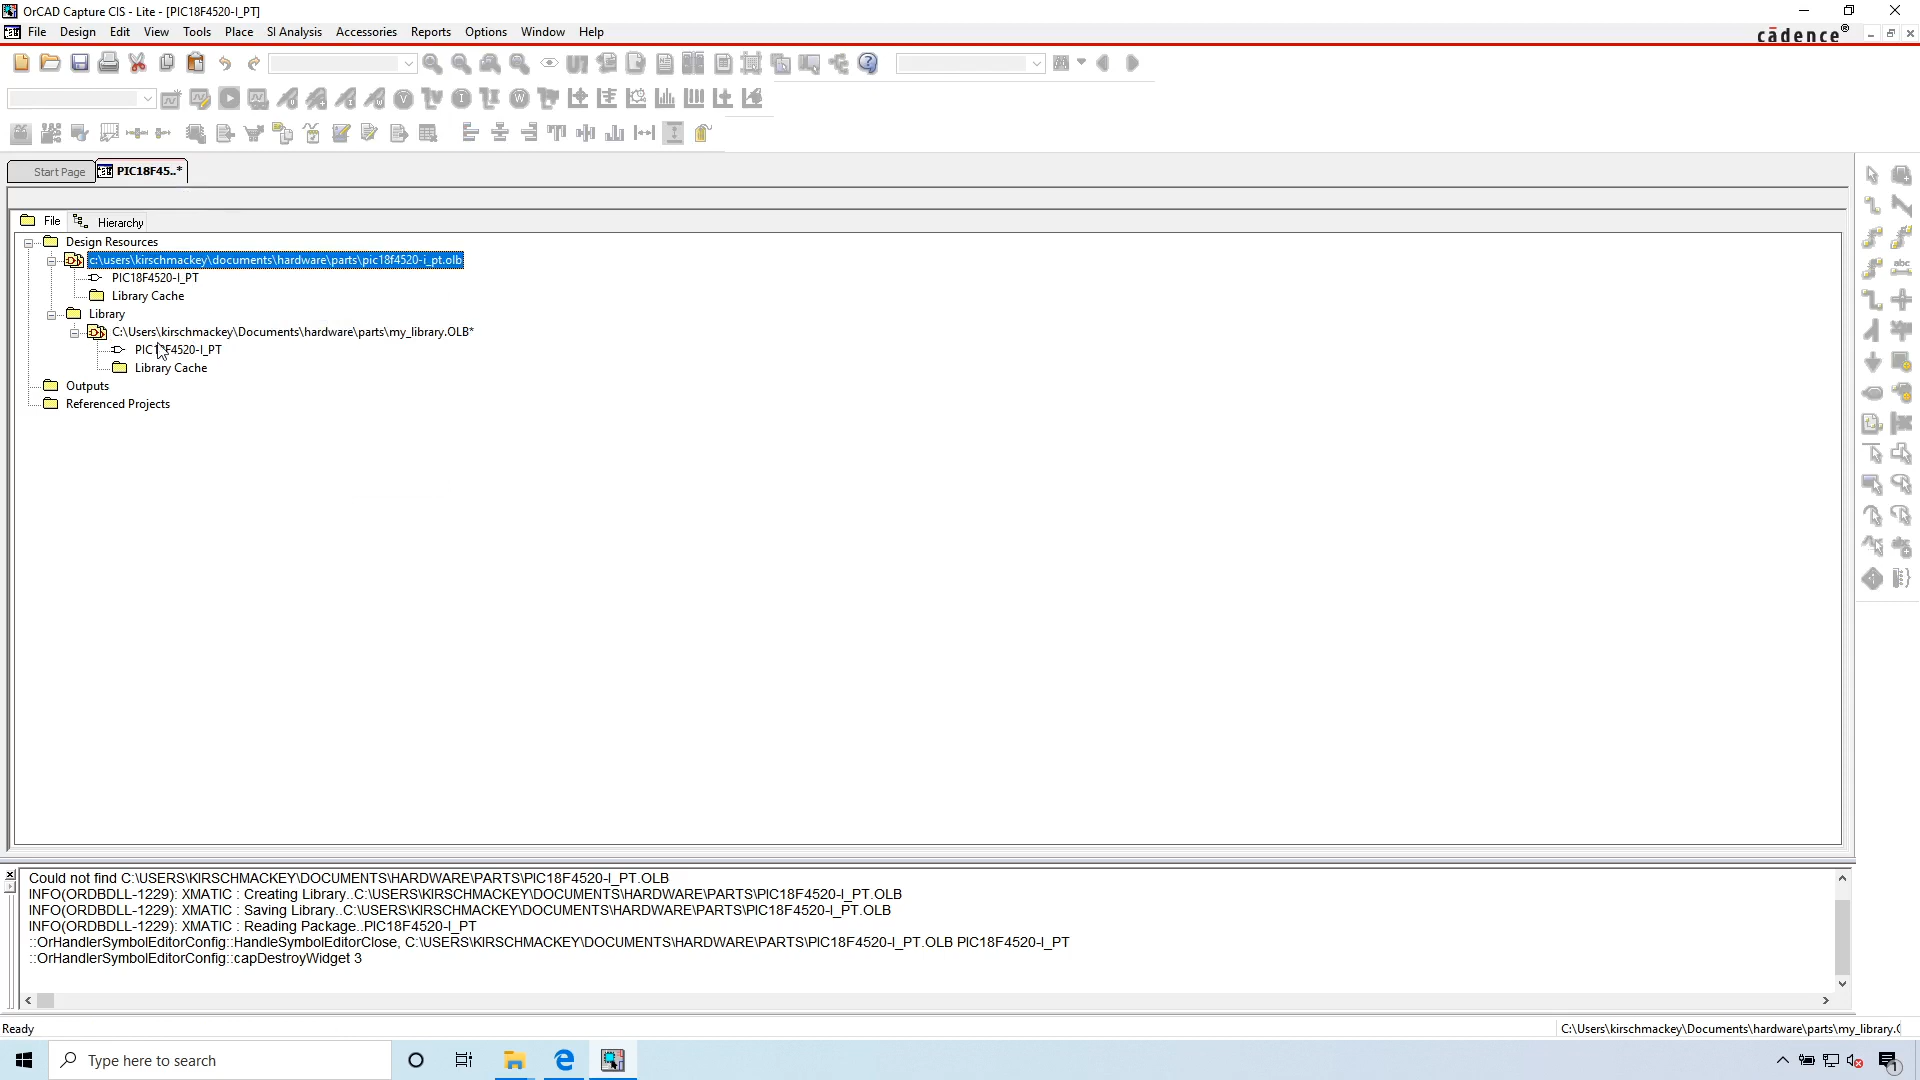 OrCAD Capture CIS - Lite - [PIC18F4520-I_PT]
File Design Edit View Tools Place SI Analysis Accessories Reports Options Window Help
cādence®
Start Page PIC18F45..*
File Hierarchy
Design Resources
c:\users\kirschmackey\documents\hardware\parts\pic18f4520-i_pt.olb
PIC18F4520-I_PT
Library Cache
Library
C:\Users\kirschmackey\Documents\hardware\parts\my_library.OLB*
PIC18F4520-I_PT
Library Cache
Outputs
Referenced Projects
Could not find C:\USERS\KIRSCHMACKEY\DOCUMENTS\HARDWARE\PARTS\PIC18F4520-I_PT.OLB
INFO(ORDBDLL-1229): XMATIC : Creating Library..C:\USERS\KIRSCHMACKEY\DOCUMENTS\HARDWARE\PARTS\PIC18F4520-I_PT.OLB
INFO(ORDBDLL-1229): XMATIC : Saving Library..C:\USERS\KIRSCHMACKEY\DOCUMENTS\HARDWARE\PARTS\PIC18F4520-I_PT.OLB
INFO(ORDBDLL-1229): XMATIC : Reading Package..PIC18F4520-I_PT
::OrHandlerSymbolEditorConfig::HandleSymbolEditorClose, C:\USERS\KIRSCHMACKEY\DOCUMENTS\HARDWARE\PARTS\PIC18F4520-I_PT.OLB PIC18F4520-I_PT
::OrHandlerSymbolEditorConfig::capDestroyWidget 3
Ready C:\Users\kirschmackey\Documents\hardware\parts\my_library.(
Type here to search